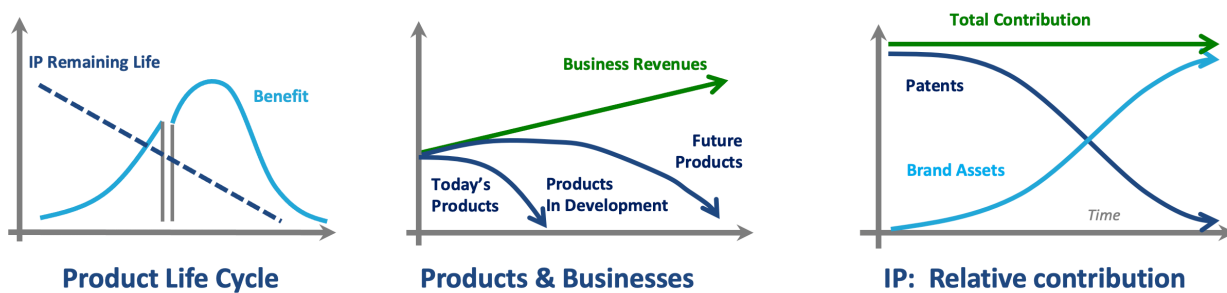 IP Remaining Life
Benefit
Product Life Cycle
Business Revenues
Future
Products
Today's
Products
Products
In Development
Products & Businesses
Total Contribution
Patents
Brand Assets
Time
IP:  Relative contribution